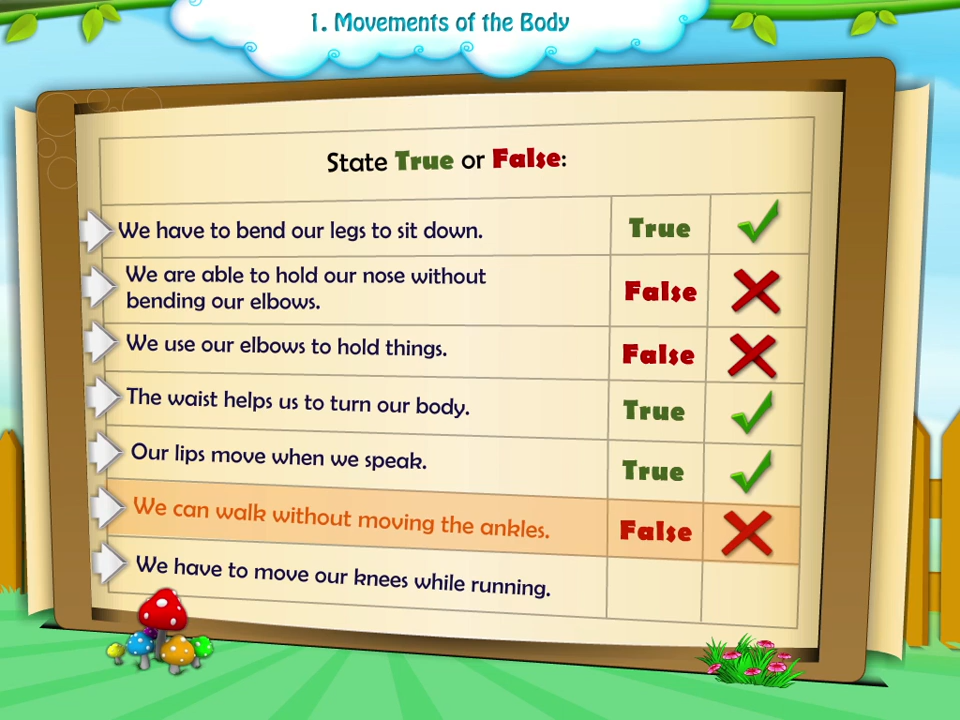 1. Movements of the Body
State True or False:
We have to bend our legs to sit down. True
We are able to hold our nose without
bending our elbows. False
We use our elbows to hold things. False
The waist helps us to turn our body. True
Our lips move when we speak. True
We can walk without moving the ankles. False
We have to move our knees while running.